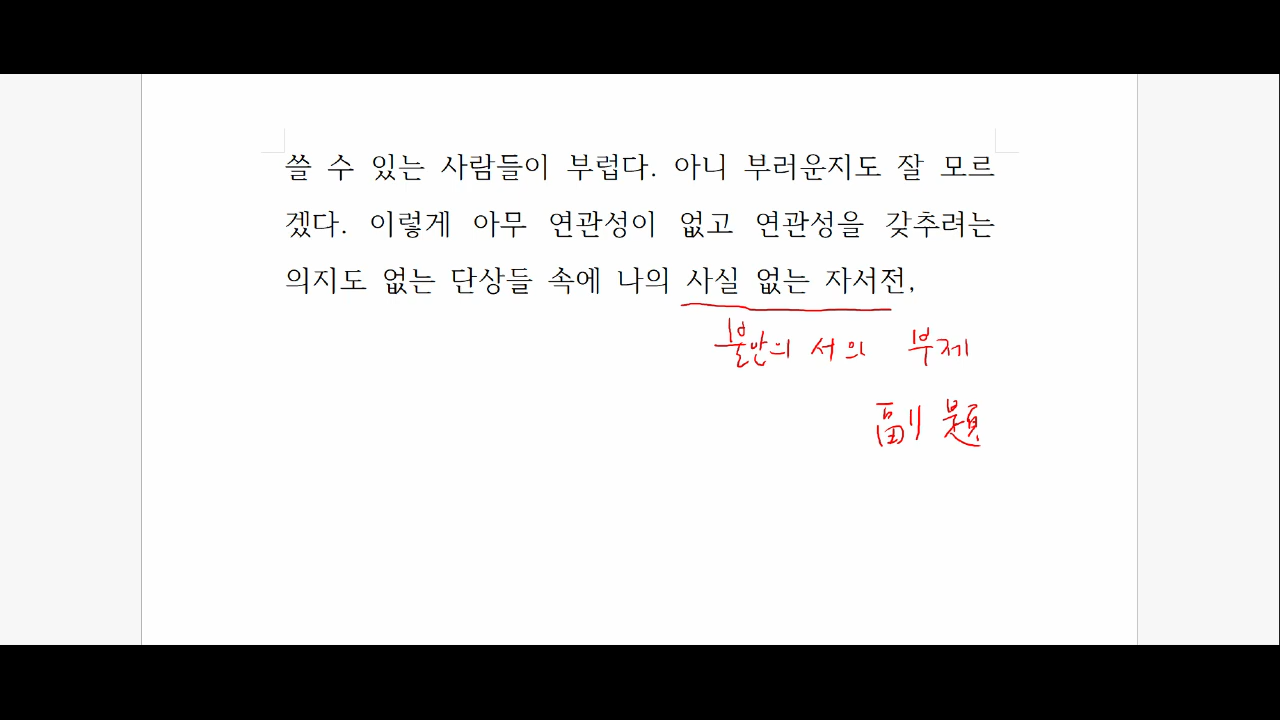 쓸 수 있는 사람들이 부럽다. 아니 부러운지도 잘 모르
겠다. 이렇게 아무 연관성이 없고 연관성을 갖추려는
의지도 없는 단상들 속에 나의 사실 없는 자서전,
불안의 서의 부제
副題